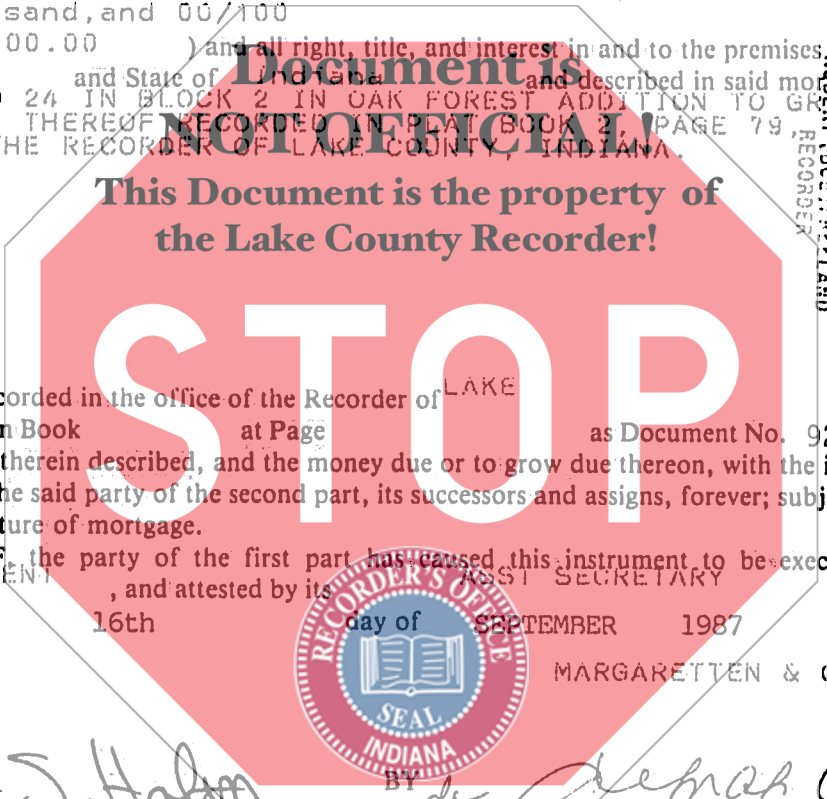 sand, and 00/100
00.00 ) and all right, title, and interest in and to the premises,
and State of Indiana and described in said mor
24 IN BLOCK 2 IN OAK FOREST ADDITION TO GR
THEREOF RECORDED IN PLAT BOOK 2, PAGE 79,
HE RECORDER OF LAKE COUNTY, INDIANA.
RECORDER
Document is
NOT OFFICIAL!
This Document is the property of
the Lake County Recorder!
STOP
corded in the office of the Recorder of LAKE
n Book at Page as Document No. 92
therein described, and the money due or to grow due thereon, with the
he said party of the second part, its successors and assigns, forever; subj
ture of mortgage.
F, the party of the first part has caused this instrument to be exec
ENT ASST SECRETARY
, and attested by its
16th day of SEPTEMBER 1987
MARGARETTEN & C
RECORDER'S OFFICE
SEAL
INDIANA
BY